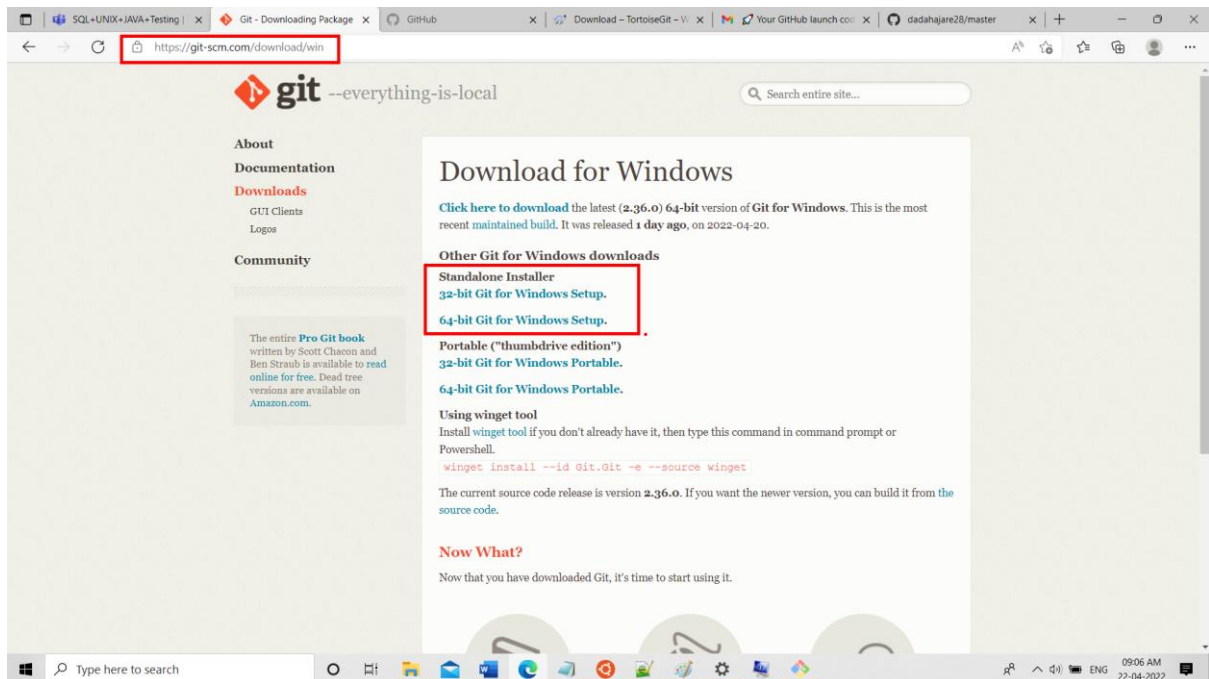 SQL+UNIX+JAVA+Testing |
Git - Downloading Package
GitHub
Download – TortoiseGit – W
Your GitHub launch cod
dadahajare28/master
https://git-scm.com/download/win
git --everything-is-local
Search entire site...
About
Documentation
Downloads
GUI Clients
Logos
Community
The entire Pro Git book
written by Scott Chacon and
Ben Straub is available to read
online for free. Dead tree
versions are available on
Amazon.com.
Download for Windows
Click here to download the latest (2.36.0) 64-bit version of Git for Windows. This is the most
recent maintained build. It was released 1 day ago, on 2022-04-20.
Other Git for Windows downloads
Standalone Installer
32-bit Git for Windows Setup.
64-bit Git for Windows Setup.
Portable ("thumbdrive edition")
32-bit Git for Windows Portable.
64-bit Git for Windows Portable.
Using winget tool
Install winget tool if you don't already have it, then type this command in command prompt or
Powershell.
winget install --id Git.Git -e --source winget
The current source code release is version 2.36.0. If you want the newer version, you can build it from the
source code.
Now What?
Now that you have downloaded Git, it's time to start using it.
Type here to search
ENG
09:06 AM
22-04-2022